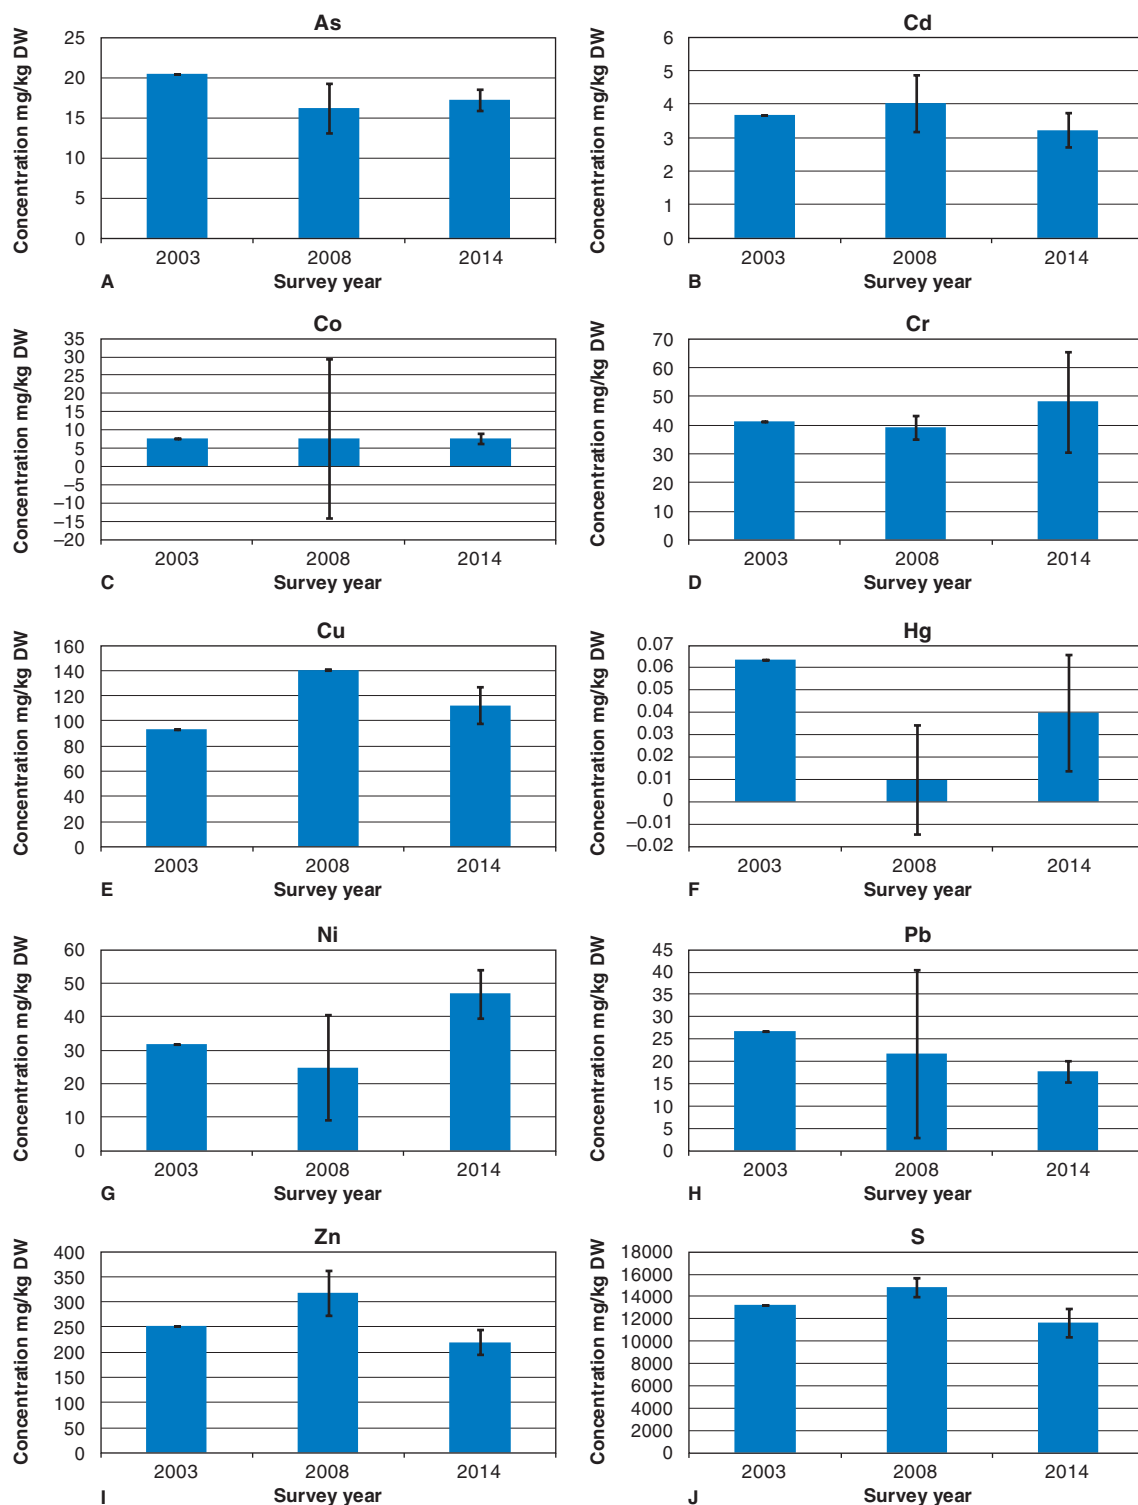 As
Concentration mg/kg DW
25
20
15
10
5
0
2003 2008 2014
A Survey year
Cd
Concentration mg/kg DW
6
5
4
3
2
1
0
2003 2008 2014
B Survey year
Co
Concentration mg/kg DW
35
30
25
20
15
10
5
0
–5
–10
–15
–20
2003 2008 2014
C Survey year
Cr
Concentration mg/kg DW
70
60
50
40
30
20
10
0
2003 2008 2014
D Survey year
Cu
Concentration mg/kg DW
160
140
120
100
80
60
40
20
0
2003 2008 2014
E Survey year
Hg
Concentration mg/kg DW
0.07
0.06
0.05
0.04
0.03
0.02
0.01
0
–0.01
–0.02
2003 2008 2014
F Survey year
Ni
Concentration mg/kg DW
60
50
40
30
20
10
0
2003 2008 2014
G Survey year
Pb
Concentration mg/kg DW
45
40
35
30
25
20
15
10
5
0
2003 2008 2014
H Survey year
Zn
Concentration mg/kg DW
400
350
300
250
200
150
100
50
0
2003 2008 2014
I Survey year
S
Concentration mg/kg DW
18000
16000
14000
12000
10000
8000
6000
4000
2000
0
2003 2008 2014
J Survey year